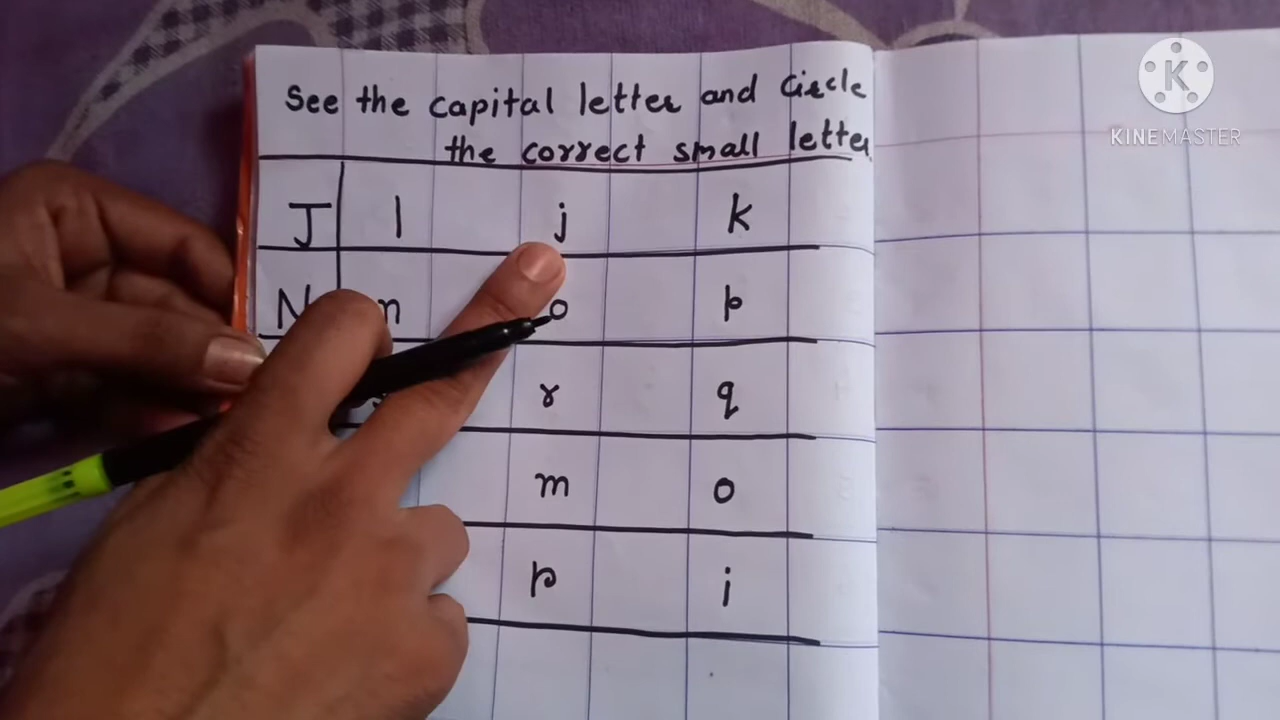 See the capital letter and circle
the correct small letter
J l j k
N n o p
r q
m o
p j
K
KINEMASTER